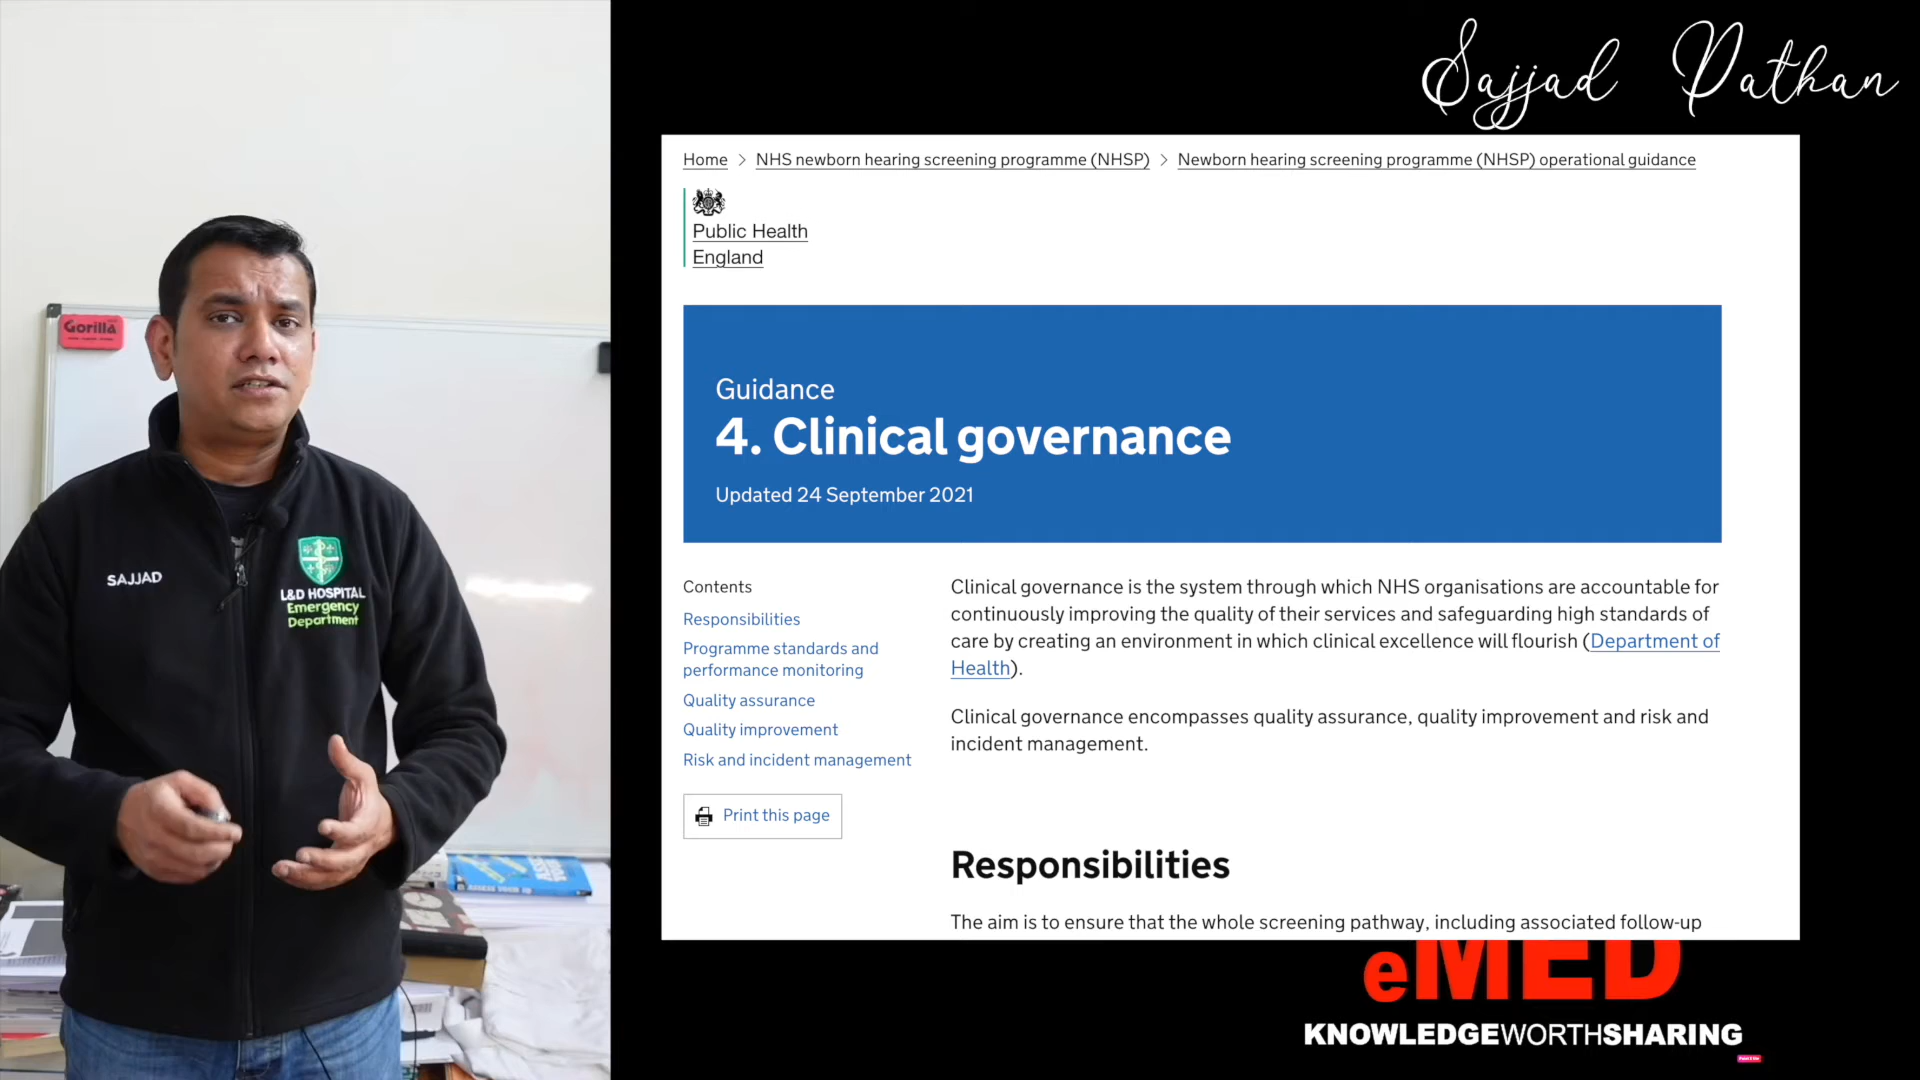 Sajjad Pathan
Home > NHS newborn hearing screening programme (NHSP) > Newborn hearing screening programme (NHSP) operational guidance
Public Health
England
Guidance
4. Clinical governance
Updated 24 September 2021
Contents
Responsibilities
Programme standards and
performance monitoring
Quality assurance
Quality improvement
Risk and incident management
Print this page
Clinical governance is the system through which NHS organisations are accountable for
continuously improving the quality of their services and safeguarding high standards of
care by creating an environment in which clinical excellence will flourish (Department of
Health).
Clinical governance encompasses quality assurance, quality improvement and risk and
incident management.
Responsibilities
The aim is to ensure that the whole screening pathway, including associated follow-up
Gorilla
SAJJAD
L&D HOSPITAL
Emergency
Department
eMED
KNOWLEDGEWORTHSHARING